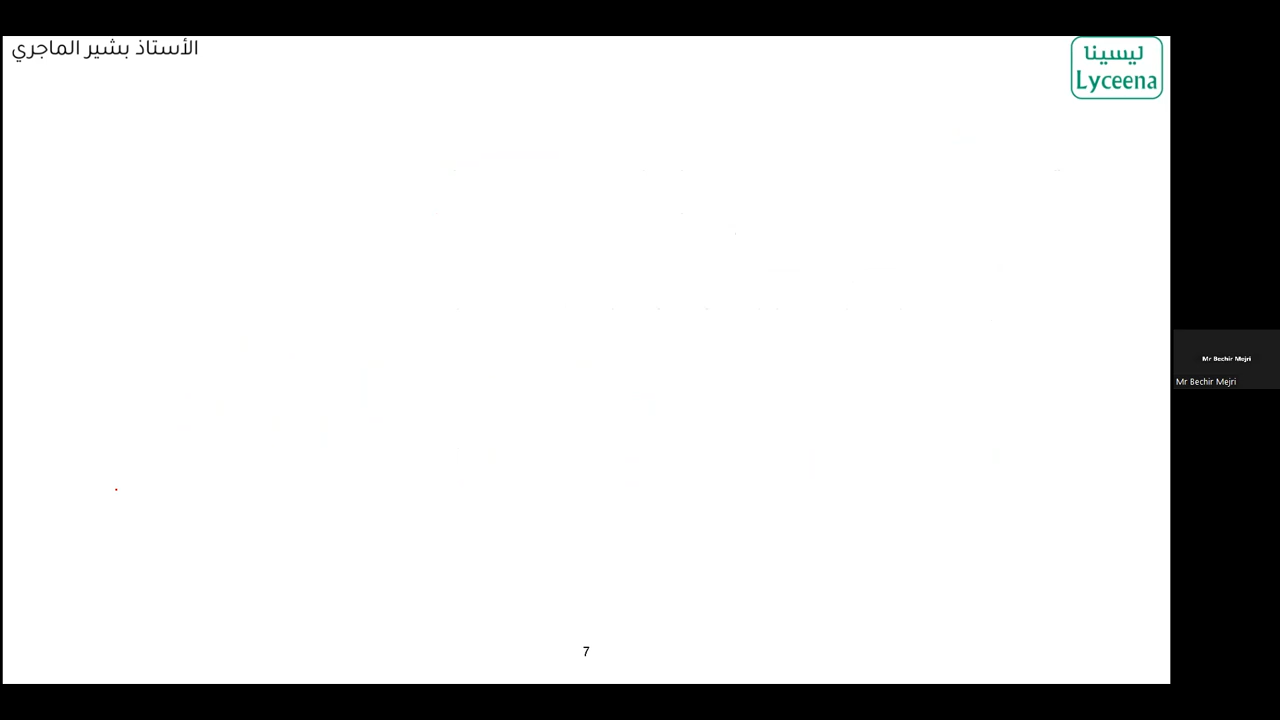 الأستاذ بشير الماجري
ليسينا
Lyceena
Mr Bechir Mejri
Mr Bechir Mejri
7